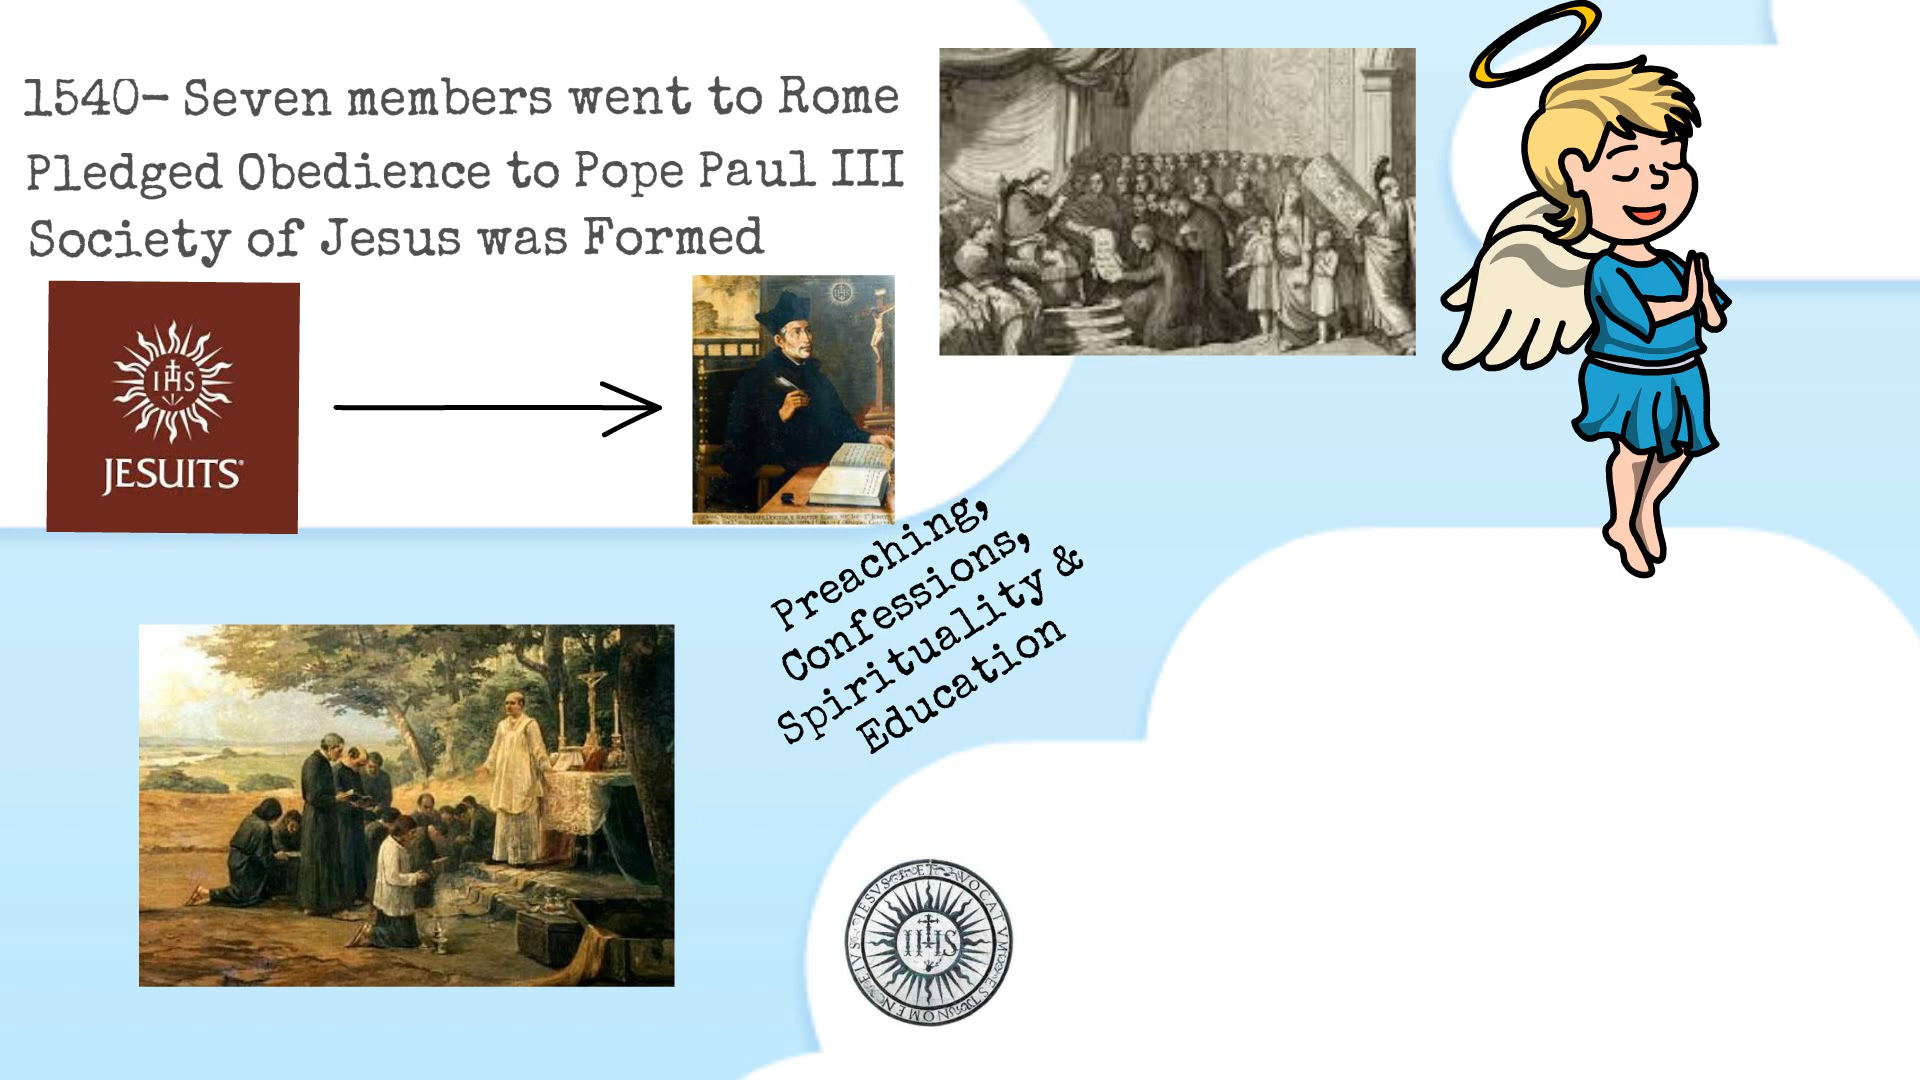 1540- Seven members went to Rome
Pledged Obedience to Pope Paul III
Society of Jesus was Formed
IHS
JESUITS®
Preaching,
Confessions,
Spirituality &
Education
IHS